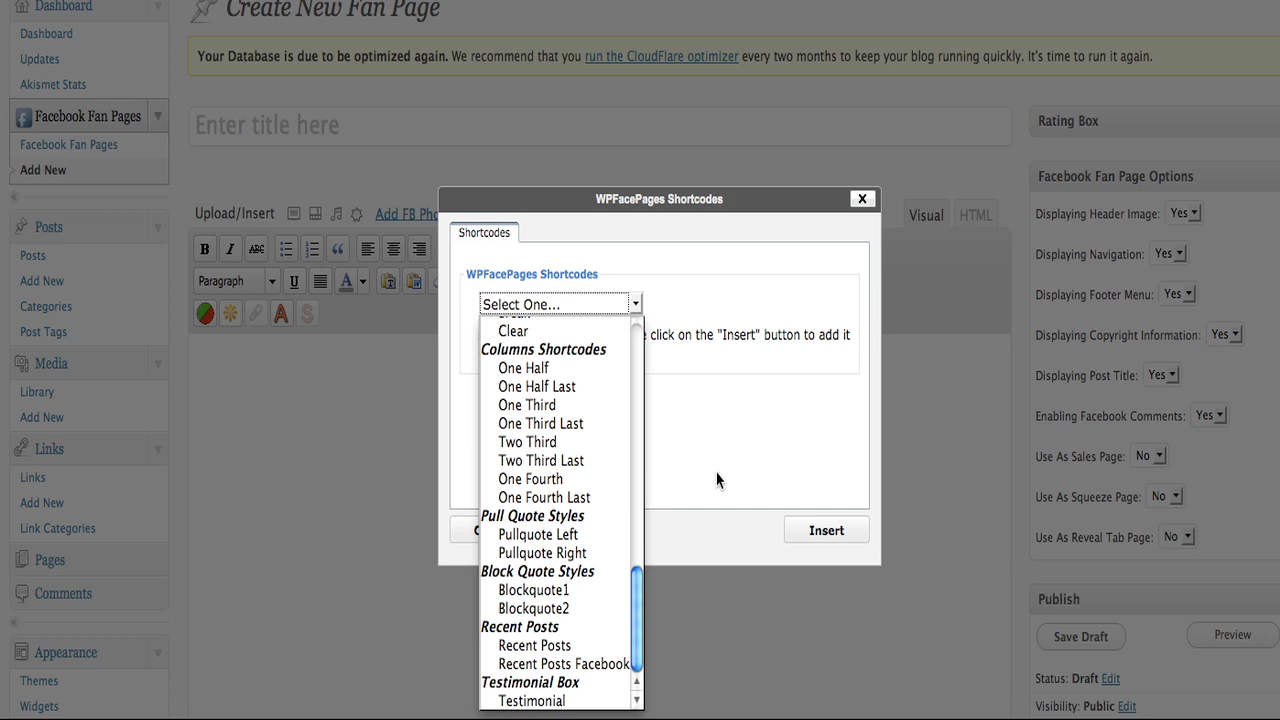 Dashboard
Dashboard
Updates
Akismet Stats
Facebook Fan Pages
Facebook Fan Pages
Add New
Posts
Posts
Add New
Categories
Post Tags
Media
Library
Add New
Links
Links
Add New
Link Categories
Pages
Comments
Appearance
Themes
Widgets
Create New Fan Page
Your Database is due to be optimized again. We recommend that you run the CloudFlare optimizer every two months to keep your blog running quickly. It's time to run it again.
Enter title here
Upload/Insert
Add FB Pho
Visual
HTML
B I ABC
Paragraph U A
A S
WPFacePages Shortcodes
X
Shortcodes
WPFacePages Shortcodes
Select One...
click on the "Insert" button to add it
Break
Clear
Columns Shortcodes
One Half
One Half Last
One Third
One Third Last
Two Third
Two Third Last
One Fourth
One Fourth Last
Pull Quote Styles
Pullquote Left
Pullquote Right
Block Quote Styles
Blockquote1
Blockquote2
Recent Posts
Recent Posts
Recent Posts Facebook
Testimonial Box
Testimonial
Insert
Rating Box
Facebook Fan Page Options
Displaying Header Image: Yes
Displaying Navigation: Yes
Displaying Footer Menu: Yes
Displaying Copyright Information: Yes
Displaying Post Title: Yes
Enabling Facebook Comments: Yes
Use As Sales Page: No
Use As Squeeze Page: No
Use As Reveal Tab Page: No
Publish
Save Draft
Preview
Status: Draft Edit
Visibility: Public Edit